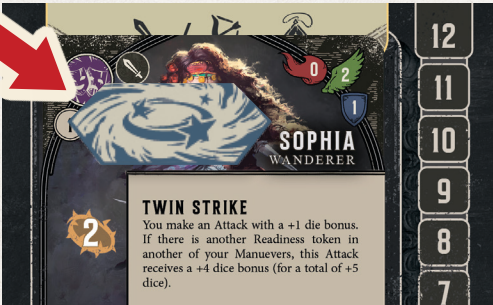 12
11
10
9
8
7
0
2
1
SOPHIA
WANDERER
2
TWIN STRIKE
You make an Attack with a +1 die bonus.
If there is another Readiness token in
another of your Manuevers, this Attack
receives a +4 dice bonus (for a total of +5
dice).